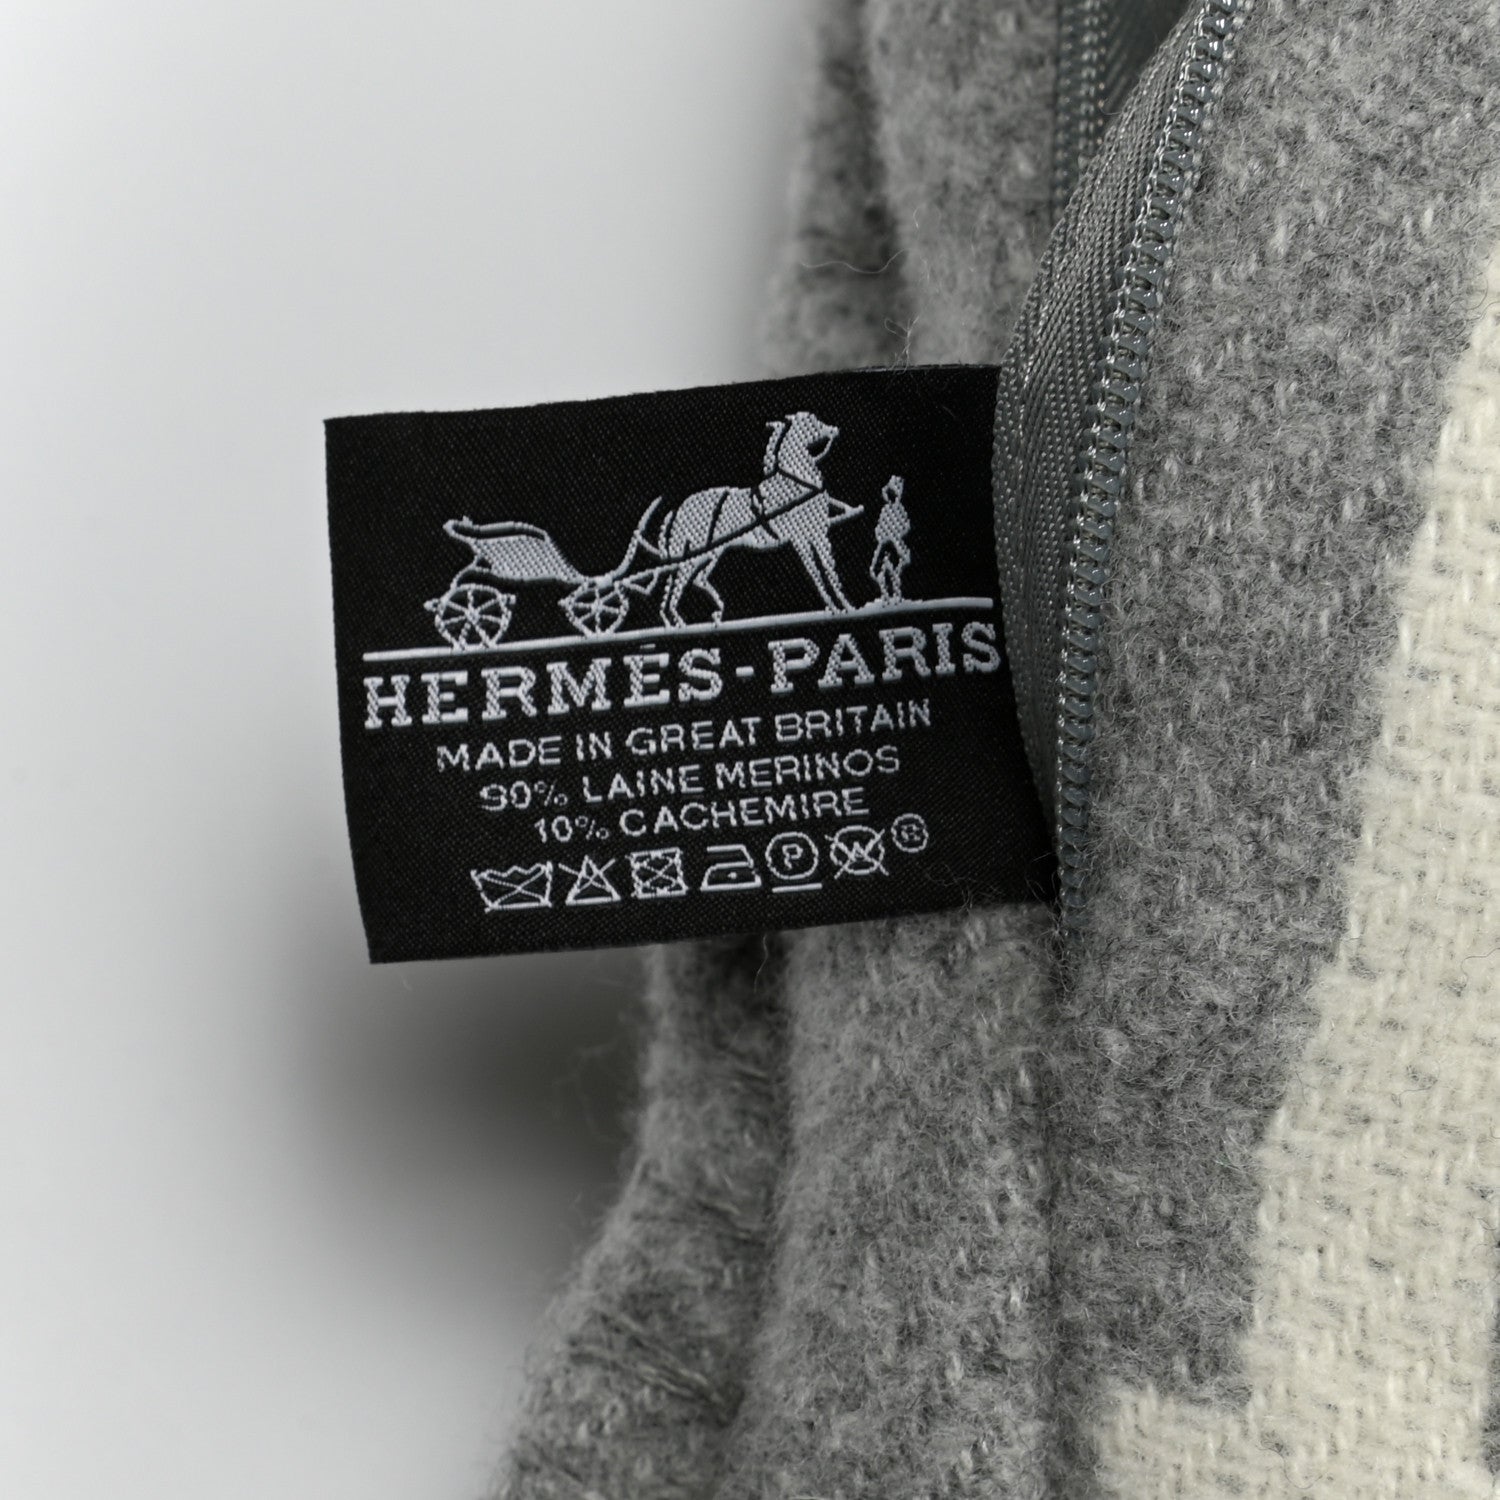 HERMÈS-PARIS
MADE IN GREAT BRITAIN
90% LAINE MERINOS
10% CACHEMIRE
P W ®